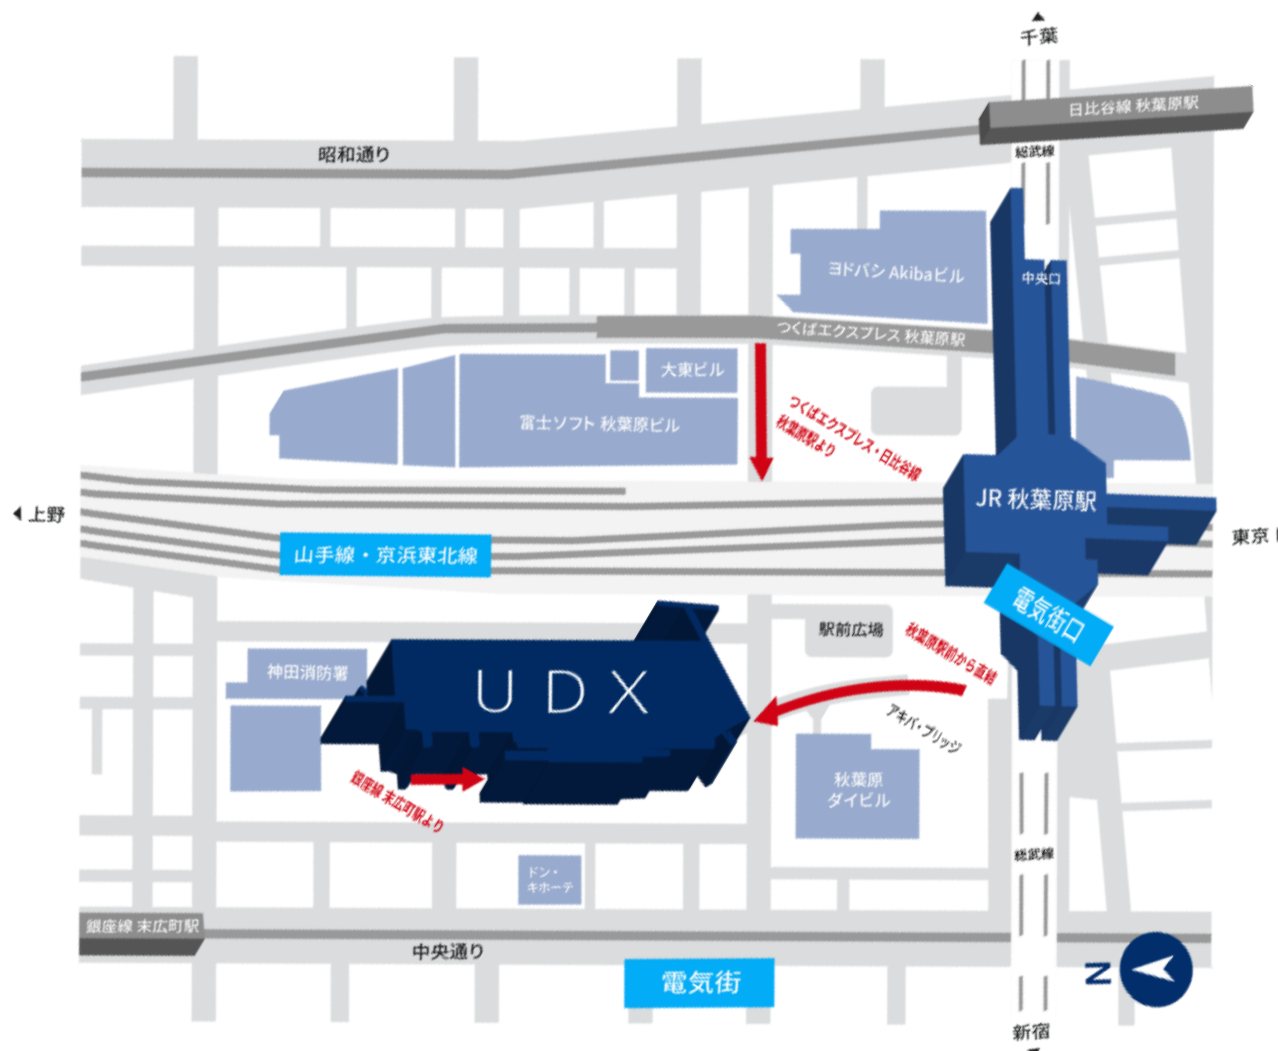 千葉
日比谷線 秋葉原駅
総武線
昭和通り
ヨドバシ Akibaビル
中央口
つくばエクスプレス 秋葉原駅
大東ビル
富士ソフト 秋葉原ビル
つくばエクスプレス・日比谷線
秋葉原駅より
JR 秋葉原駅
上野
東京
山手線・京浜東北線
電気街口
駅前広場
秋葉原駅前から直結
神田消防署
UDX
アキバ・ブリッジ
銀座線 末広町駅より
秋葉原
ダイビル
総武線
ドン・
キホーテ
銀座線 末広町駅
中央通り
電気街
N
新宿